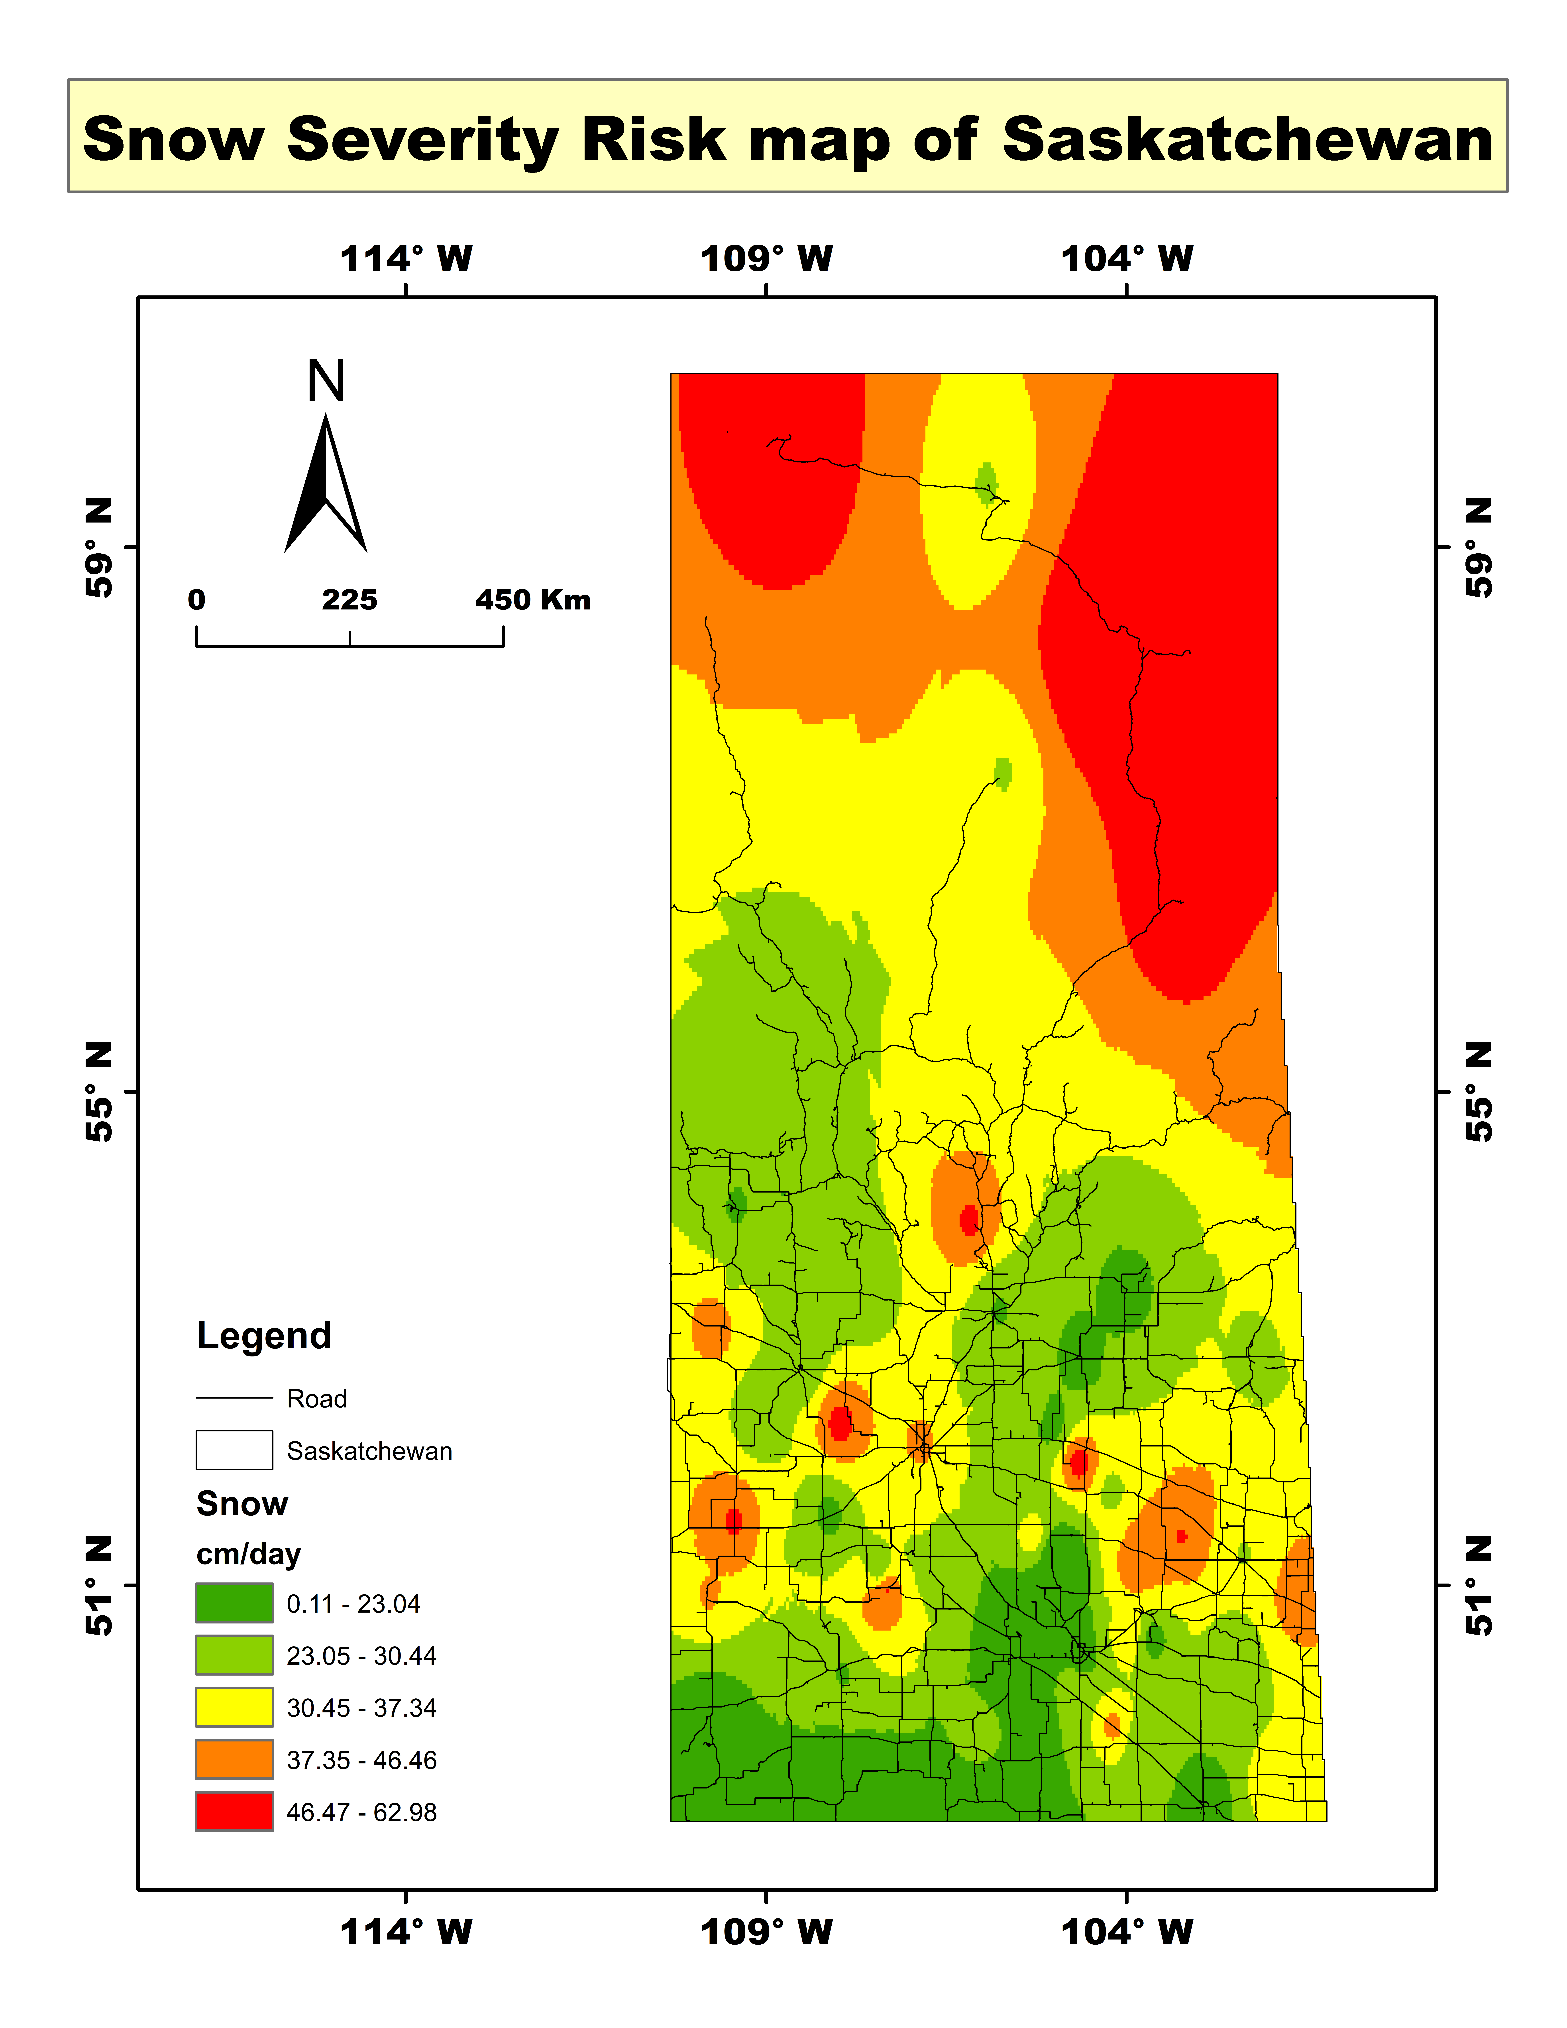 Snow Severity Risk map of Saskatchewan
114° W 109° W 104° W
N
59° N 59° N
0 225 450 Km
55° N 55° N
Legend
Road
Saskatchewan
Snow
cm/day
51° N 51° N
0.11 - 23.04
23.05 - 30.44
30.45 - 37.34
37.35 - 46.46
46.47 - 62.98
114° W 109° W 104° W